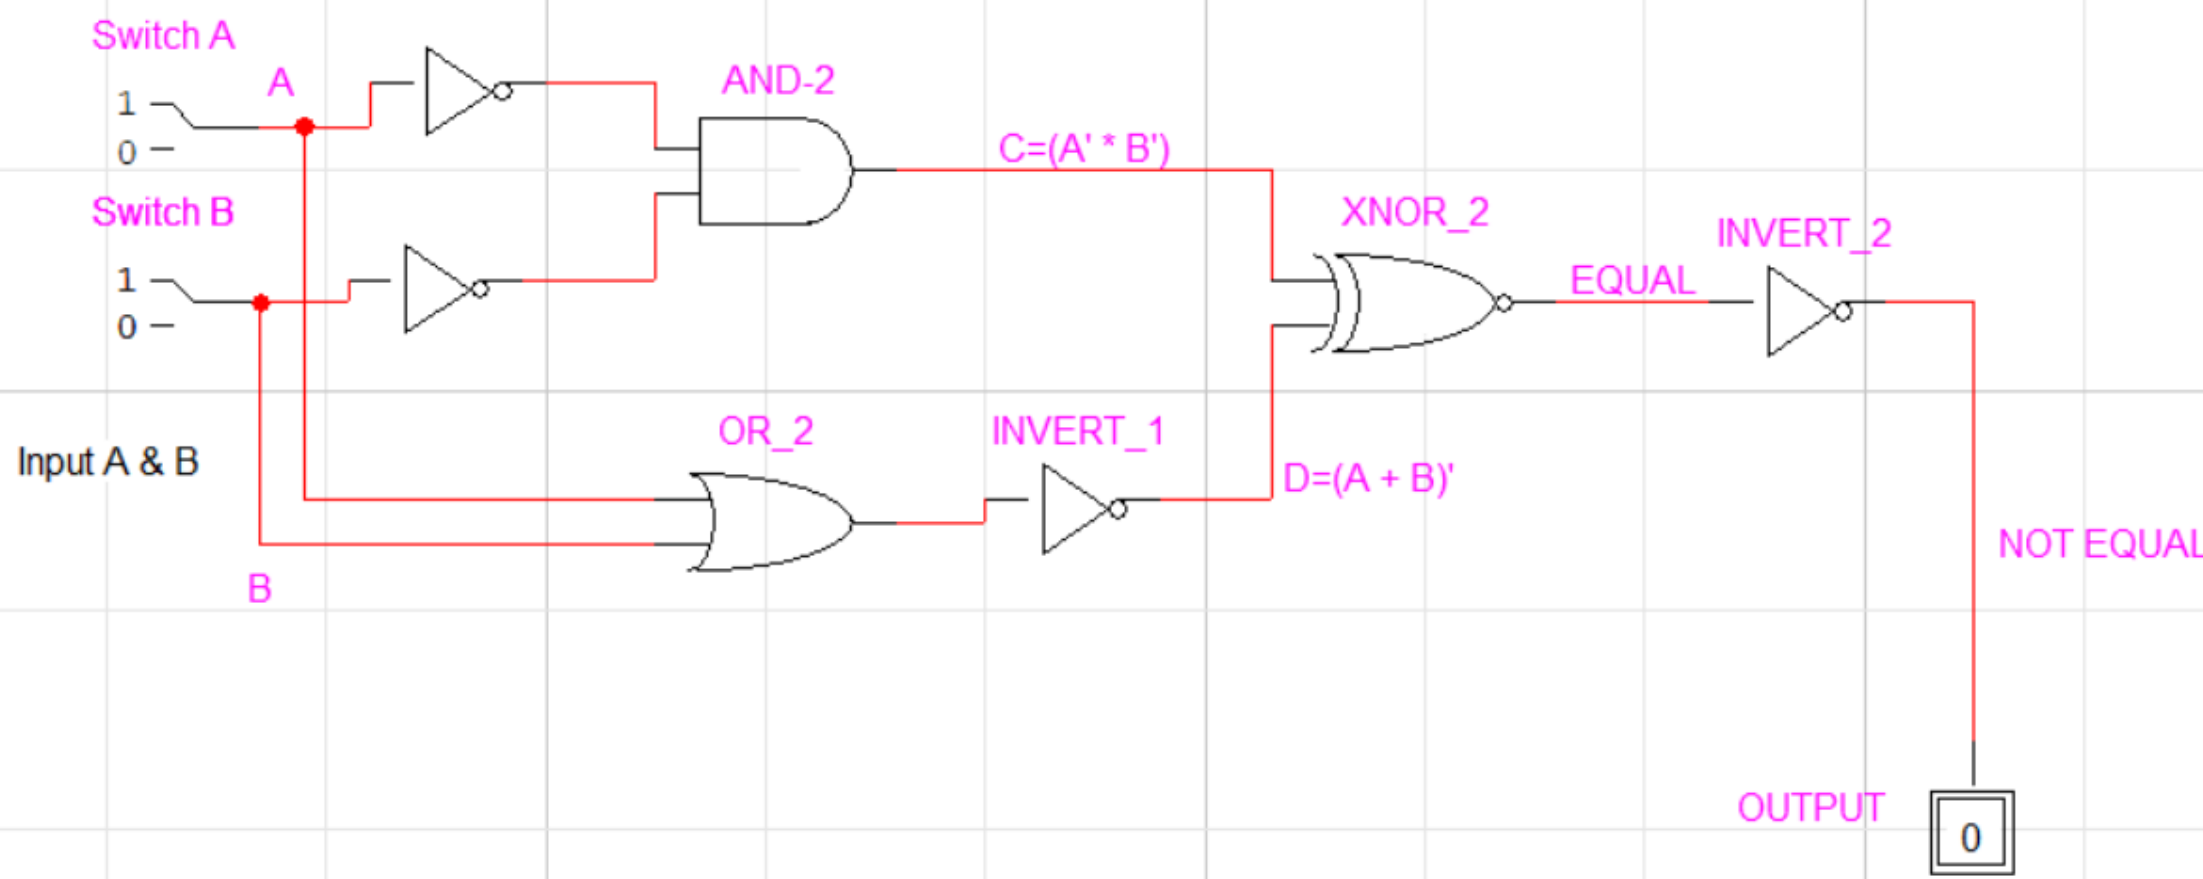 Switch A
A
1
0
AND-2
C=(A' * B')
Switch B
1
0
XNOR_2
INVERT_2
EQUAL
OR_2
INVERT_1
Input A & B
D=(A + B)'
NOT EQUAL
B
OUTPUT
0